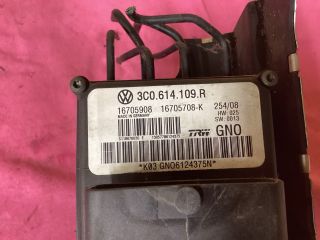 3C0.614.109.R
16705908 16705708-K 254/08
MADE IN GERMANY
HW: 025
SW: 0013
TRW GNO
*K03 GNO6124375N*